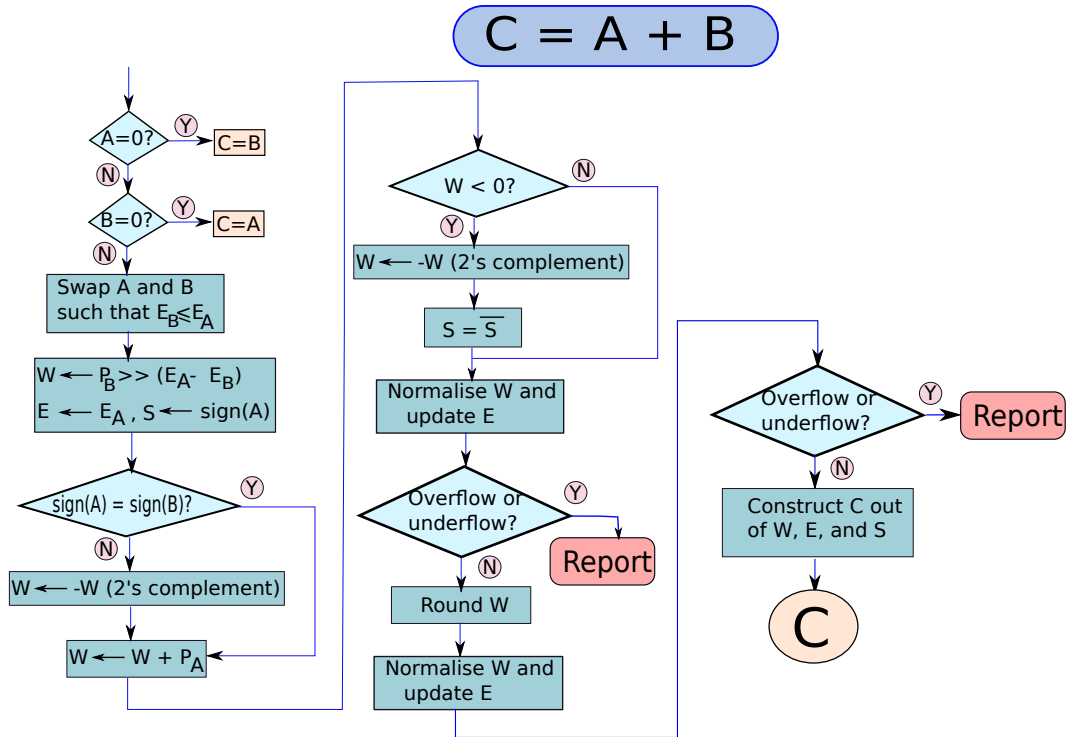 C = A + B
A=0?
Y
C=B
N
B=0?
Y
C=A
N
Swap A and B
such that E_B ≤ E_A
W ← P_B >> (E_A - E_B)
E ← E_A , S ← sign(A)
sign(A) = sign(B)?
Y
N
W ← -W (2's complement)
W ← W + P_A
W < 0?
N
Y
W ← -W (2's complement)
S = S̅
Normalise W and
update E
Overflow or
underflow?
Y
Report
N
Round W
Normalise W and
update E
Overflow or
underflow?
Y
Report
N
Construct C out
of W, E, and S
C